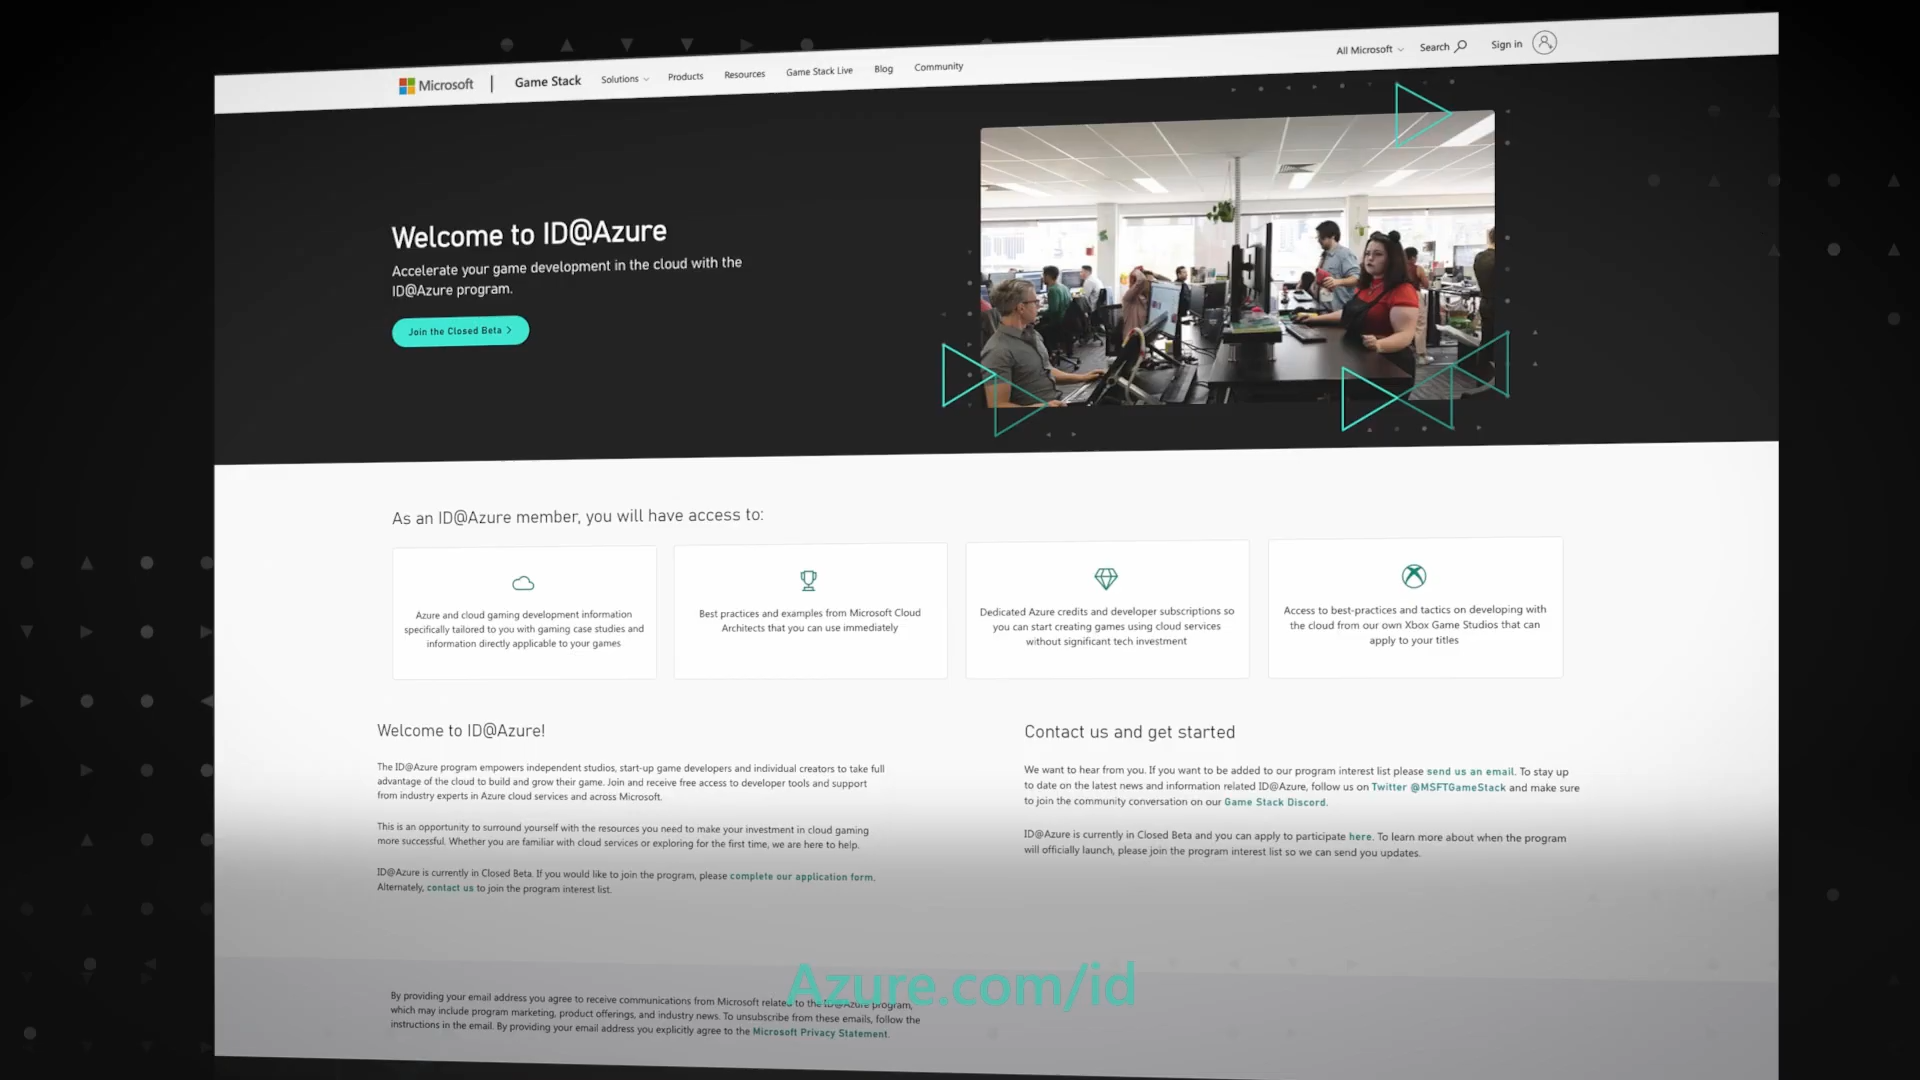 Microsoft | Game Stack Solutions Products Resources Game Stack Live Blog Community All Microsoft Search Sign in
Welcome to ID@Azure
Accelerate your game development in the cloud with the
ID@Azure program.
Join the Closed Beta >
As an ID@Azure member, you will have access to:
Azure and cloud gaming development information
specifically tailored to you with gaming case studies and
information directly applicable to your games
Best practices and examples from Microsoft Cloud
Architects that you can use immediately
Dedicated Azure credits and developer subscriptions so
you can start creating games using cloud services
without significant tech investment
Access to best-practices and tactics on developing with
the cloud from our own Xbox Game Studios that can
apply to your titles
Welcome to ID@Azure!
The ID@Azure program empowers independent studios, start-up game developers and individual creators to take full
advantage of the cloud to build and grow their game. Join and receive free access to developer tools and support
from industry experts in Azure cloud services and across Microsoft.
This is an opportunity to surround yourself with the resources you need to make your investment in cloud gaming
more successful. Whether you are familiar with cloud services or exploring for the first time, we are here to help.
ID@Azure is currently in Closed Beta. If you would like to join the program, please complete our application form.
Alternately, contact us to join the program interest list.
Contact us and get started
We want to hear from you. If you want to be added to our program interest list please send us an email. To stay up
to date on the latest news and information related ID@Azure, follow us on Twitter @MSFTGameStack and make sure
to join the community conversation on our Game Stack Discord.
ID@Azure is currently in Closed Beta and you can apply to participate here. To learn more about when the program
will officially launch, please join the program interest list so we can send you updates.
Azure.com/id
By providing your email address you agree to receive communications from Microsoft related to the ID@Azure program,
which may include program marketing, product offerings, and industry news. To unsubscribe from these emails, follow the
instructions in the email. By providing your email address you explicitly agree to the Microsoft Privacy Statement.